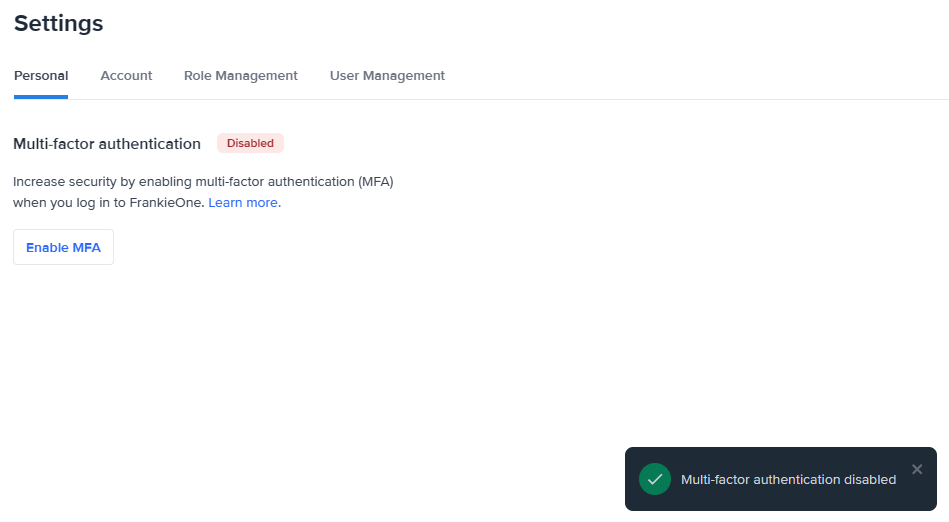 Settings
Personal Account Role Management User Management
Multi-factor authentication Disabled
Increase security by enabling multi-factor authentication (MFA)
when you log in to FrankieOne. Learn more.
Enable MFA
Multi-factor authentication disabled